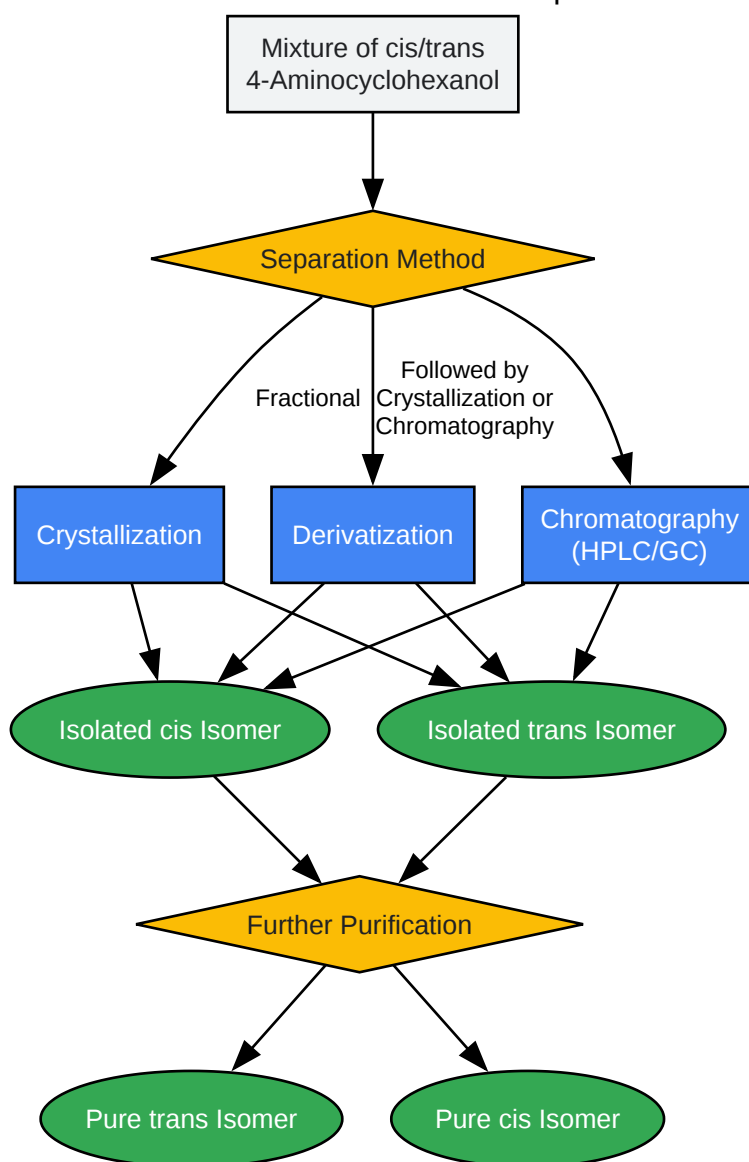 Mixture of cis/trans
4-Aminocyclohexanol
Separation Method
Fractional
Followed by
Crystallization or
Chromatography
Crystallization
Derivatization
Chromatography
(HPLC/GC)
Isolated cis Isomer
Isolated trans Isomer
Further Purification
Pure trans Isomer
Pure cis Isomer